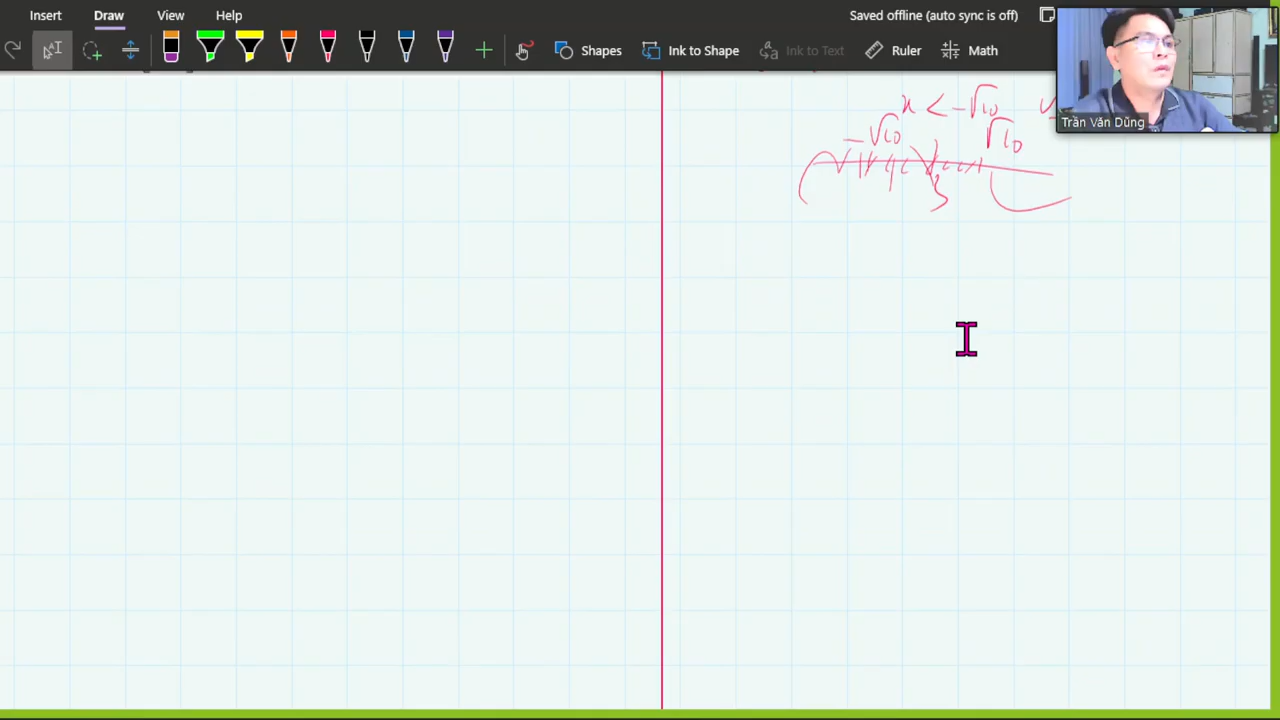 Insert Draw View Help Saved offline (auto sync is off)
Shapes Ink to Shape Ink to Text Ruler Math
Trần Văn Dũng
x < -√10
-√10 √10
3